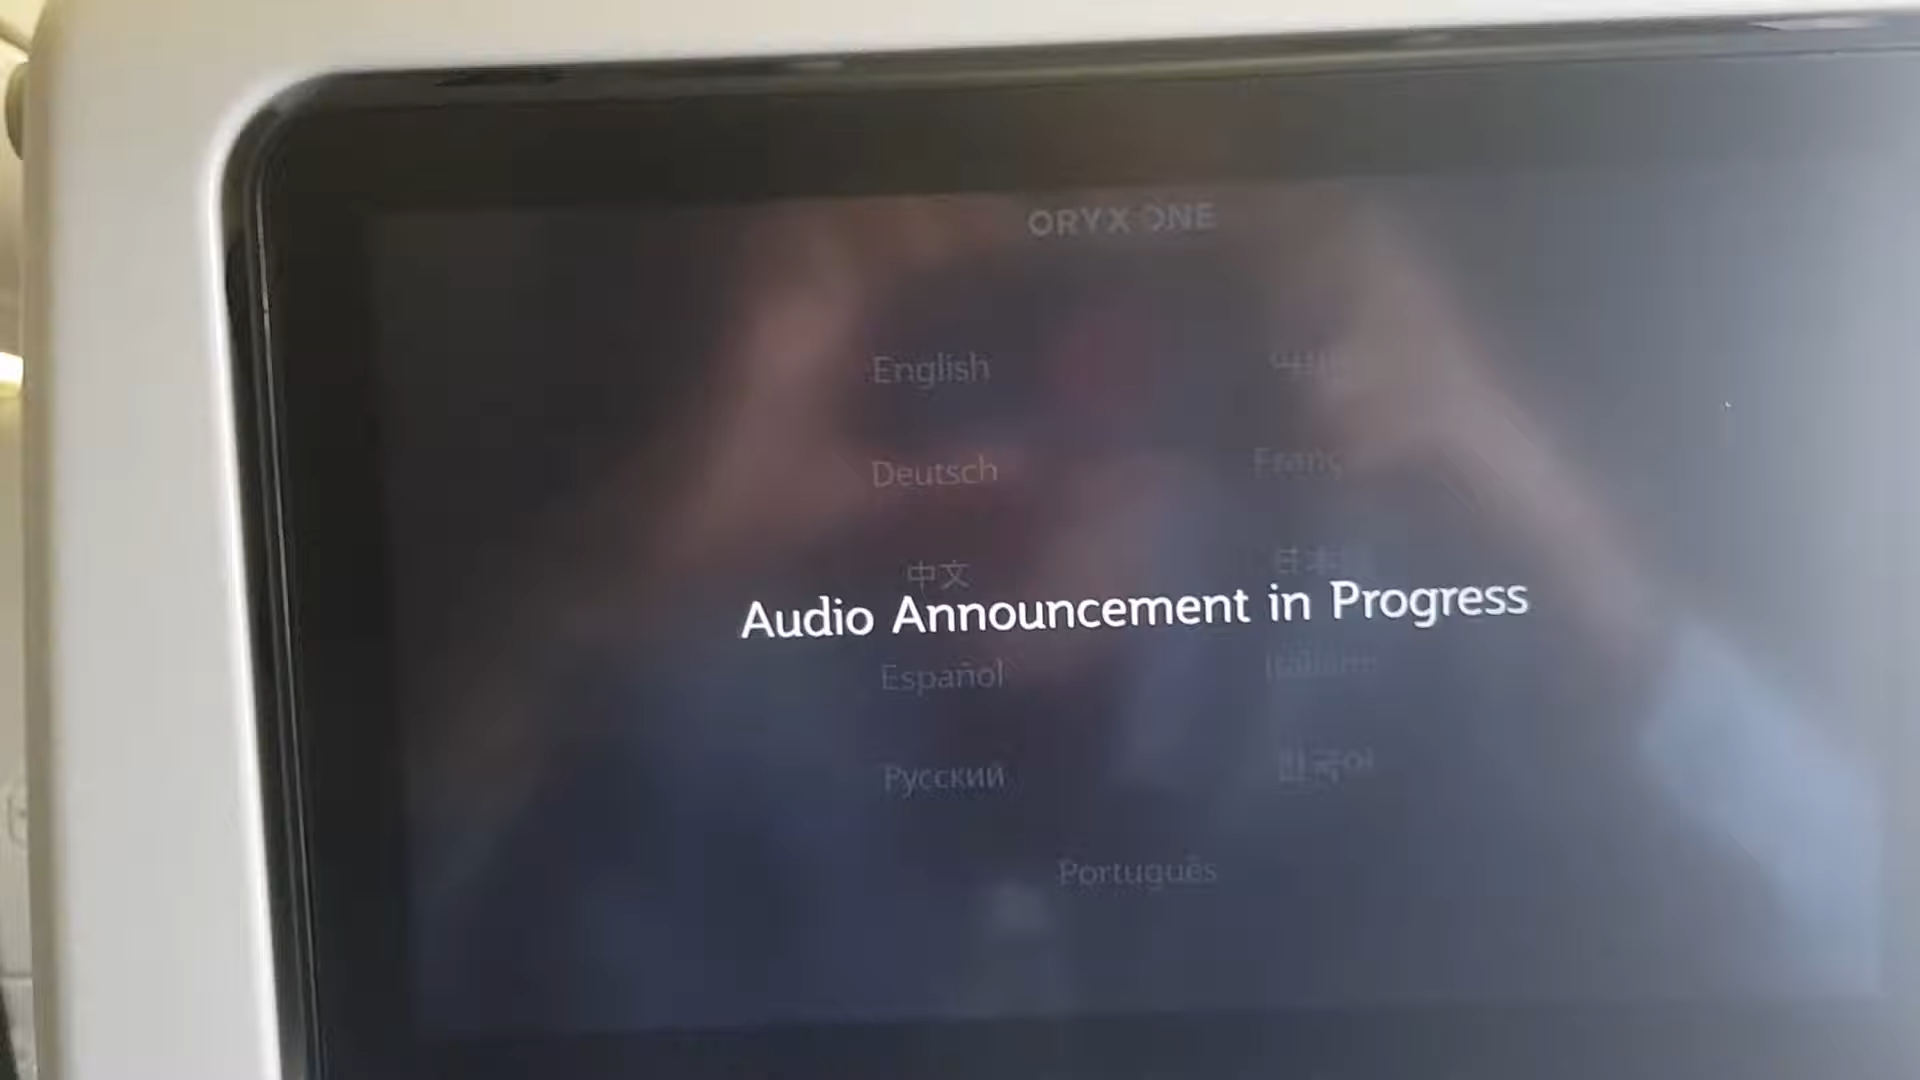 ORYX ONE
English
Deutsch Franç
中文 日本
Audio Announcement in Progress
Español Italiano
Русский 한국어
Português